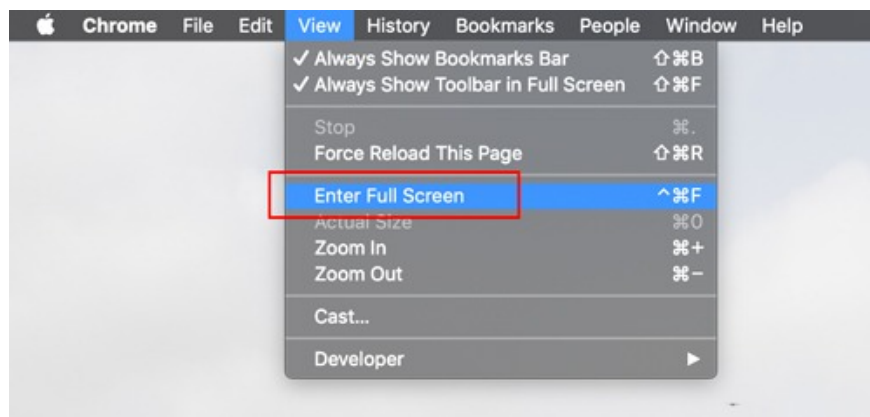 Chrome File Edit View History Bookmarks People Window Help
✓ Always Show Bookmarks Bar ⇧⌘B
✓ Always Show Toolbar in Full Screen ⇧⌘F
Stop ⌘.
Force Reload This Page ⇧⌘R
Enter Full Screen ^⌘F
Actual Size ⌘0
Zoom In ⌘+
Zoom Out ⌘−
Cast...
Developer ▶